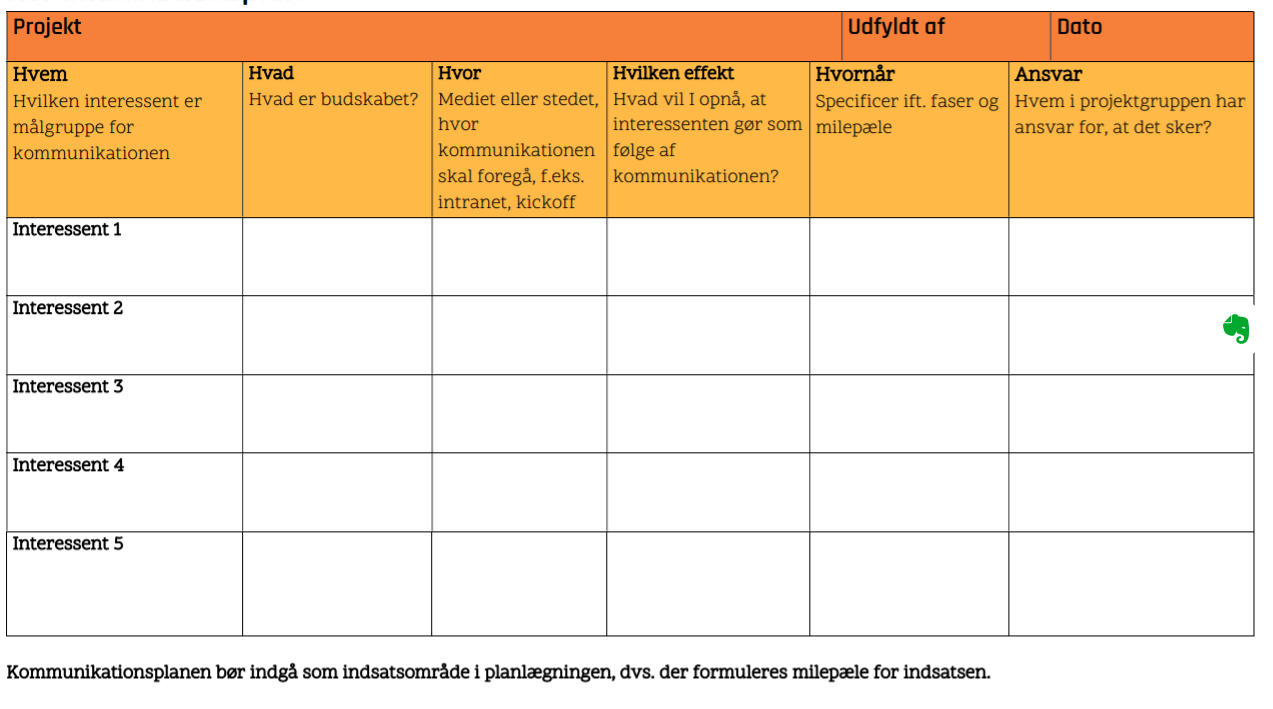 Projekt Udfyldt af Dato
Hvem
Hvilken interessent er
målgruppe for
kommunikationen
Hvad
Hvad er budskabet?
Hvor
Mediet eller stedet,
hvor
kommunikationen
skal foregå, f.eks.
intranet, kickoff
Hvilken effekt
Hvad vil I opnå, at
interessenten gør som
følge af
kommunikationen?
Hvornår
Specificer ift. faser og
milepæle
Ansvar
Hvem i projektgruppen har
ansvar for, at det sker?
Interessent 1
Interessent 2
Interessent 3
Interessent 4
Interessent 5
Kommunikationsplanen bør indgå som indsatsområde i planlægningen, dvs. der formuleres milepæle for indsatsen.